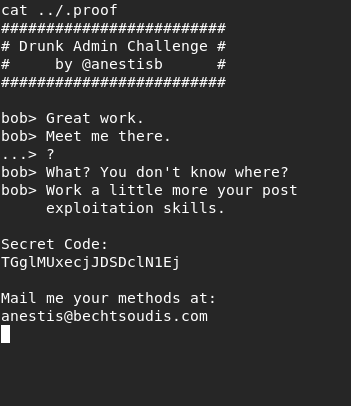 cat ../.proof
#########################
# Drunk Admin Challenge #
#     by @anestisb      #
#########################

bob> Great work.
bob> Meet me there.
...> ?
bob> What? You don't know where?
bob> Work a little more your post
     exploitation skills.

Secret Code:
TGglMUxecjJDSDclN1Ej

Mail me your methods at:
anestis@bechtsoudis.com